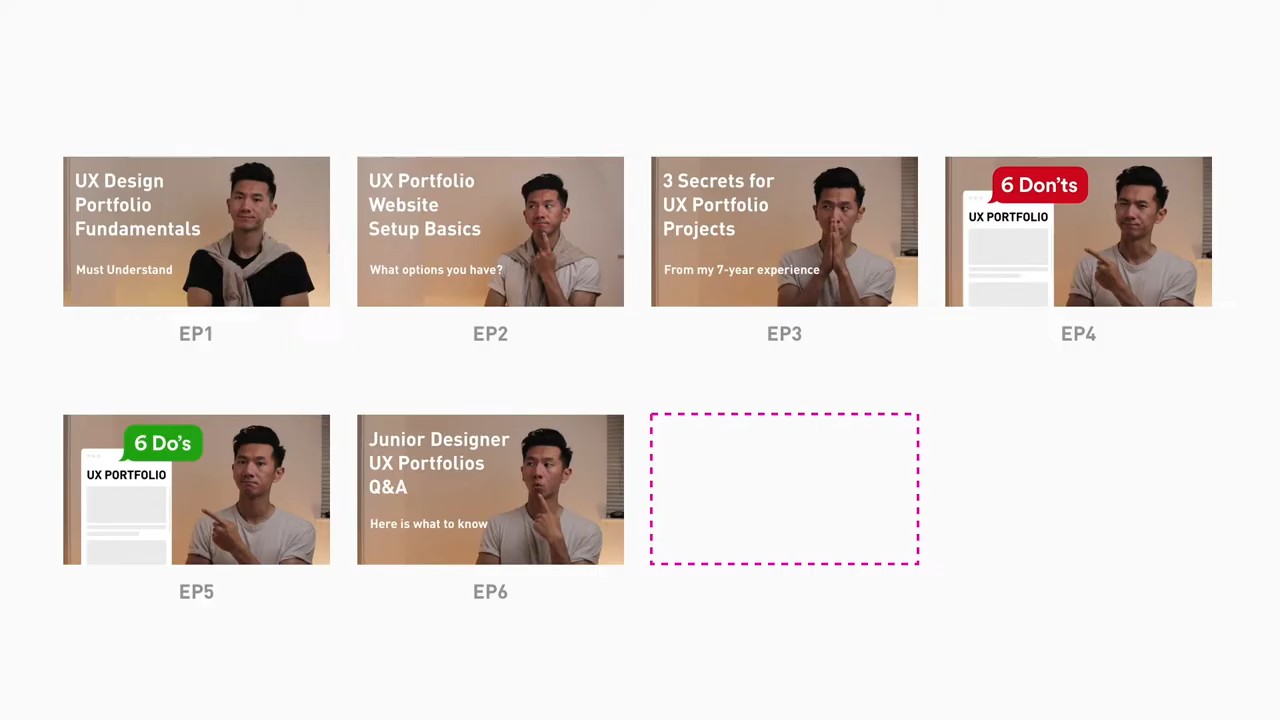 UX Design
Portfolio
Fundamentals
Must Understand
EP1
UX Portfolio
Website
Setup Basics
What options you have?
EP2
3 Secrets for
UX Portfolio
Projects
From my 7-year experience
EP3
6 Don'ts
UX PORTFOLIO
EP4
6 Do's
UX PORTFOLIO
EP5
Junior Designer
UX Portfolios
Q&A
Here is what to know
EP6